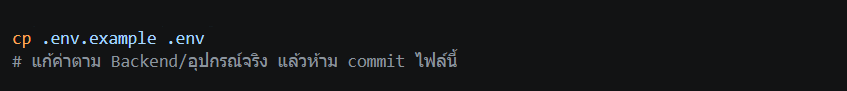 cp .env.example .env
# แก้ค่าตาม Backend/อุปกรณ์จริง แล้วห้าม commit ไฟล์นี้